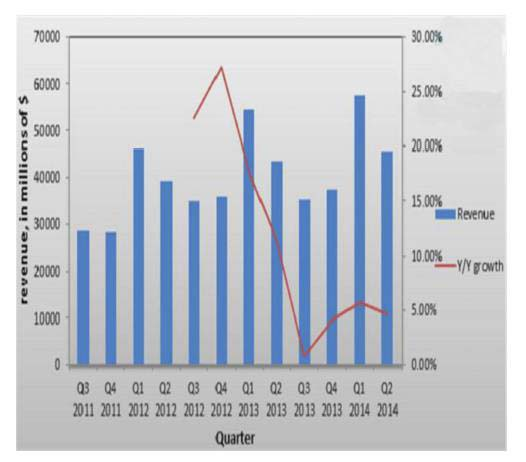 70000
60000
50000
40000
30000
20000
10000
0
revenue, in millions of $
30.00%
25.00%
20.00%
15.00%
10.00%
5.00%
0.00%
Revenue
Y/Y growth
Q3 Q4 Q1 Q2 Q3 Q4 Q1 Q2 Q3 Q4 Q1 Q2
2011 2011 2012 2012 2012 2012 2013 2013 2013 2013 2014 2014
Quarter